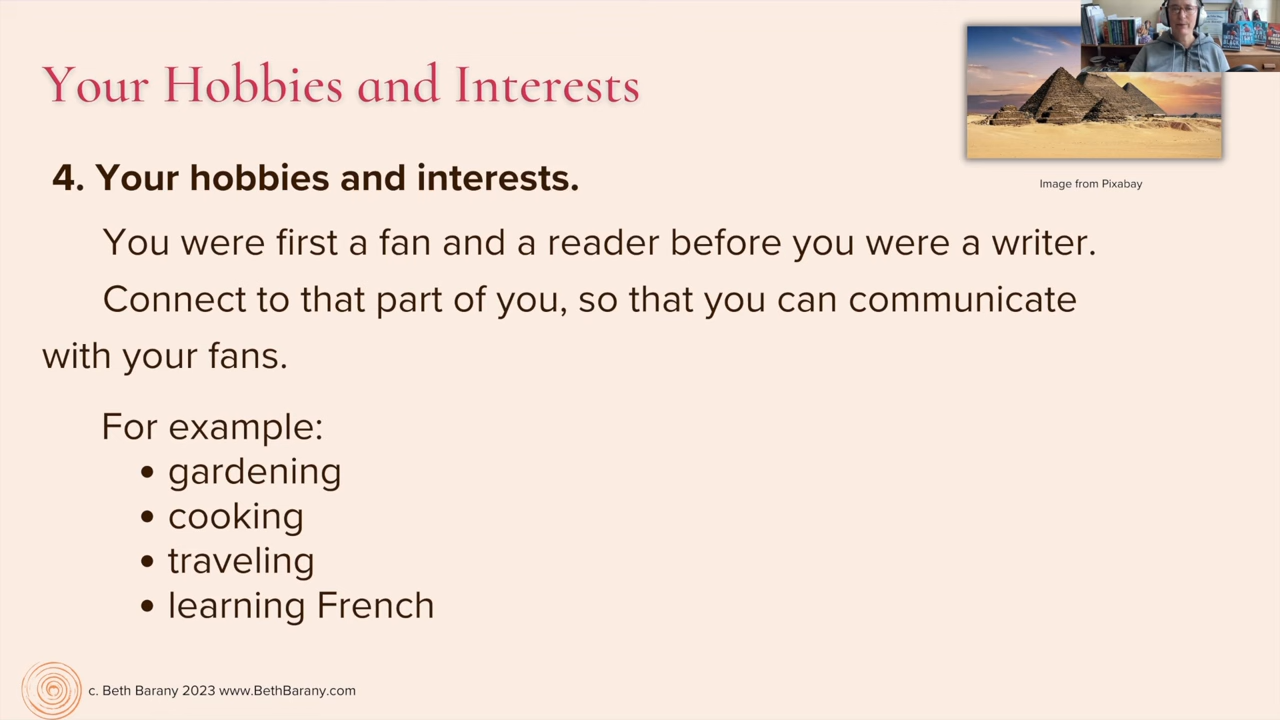 Your Hobbies and Interests
4. Your hobbies and interests.
You were first a fan and a reader before you were a writer.
Connect to that part of you, so that you can communicate
with your fans.
For example:
• gardening
• cooking
• traveling
• learning French
Image from Pixabay
c. Beth Barany 2023 www.BethBarany.com